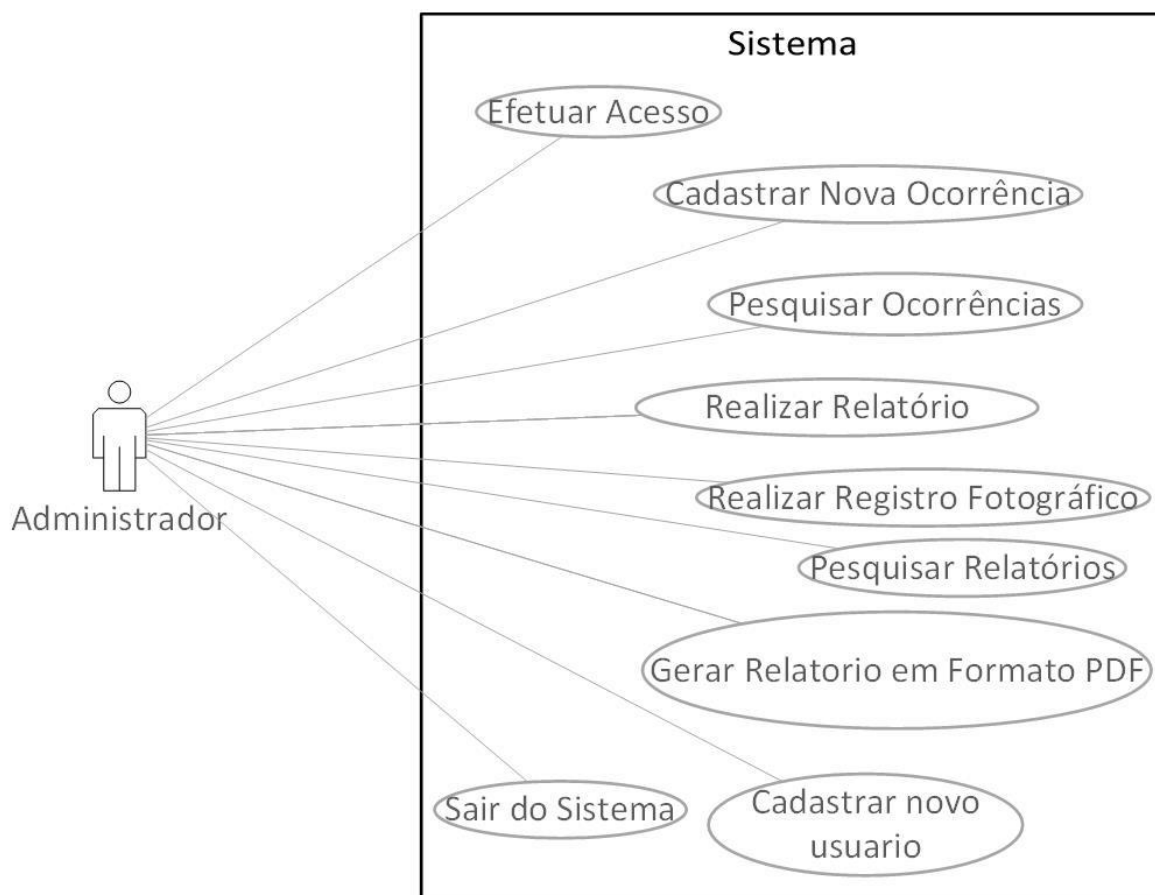 Sistema
Efetuar Acesso
Cadastrar Nova Ocorrência
Pesquisar Ocorrências
Realizar Relatório
Realizar Registro Fotográfico
Administrador
Pesquisar Relatórios
Gerar Relatorio em Formato PDF
Sair do Sistema
Cadastrar novo
usuario